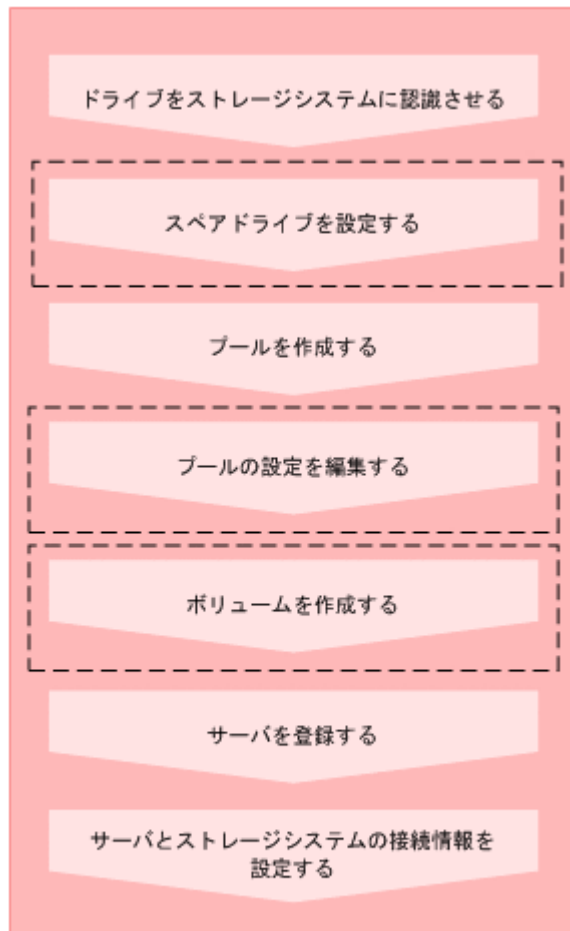 ドライブをストレージシステムに認識させる
スペアドライブを設定する
プールを作成する
プールの設定を編集する
ボリュームを作成する
サーバを登録する
サーバとストレージシステムの接続情報を
設定する